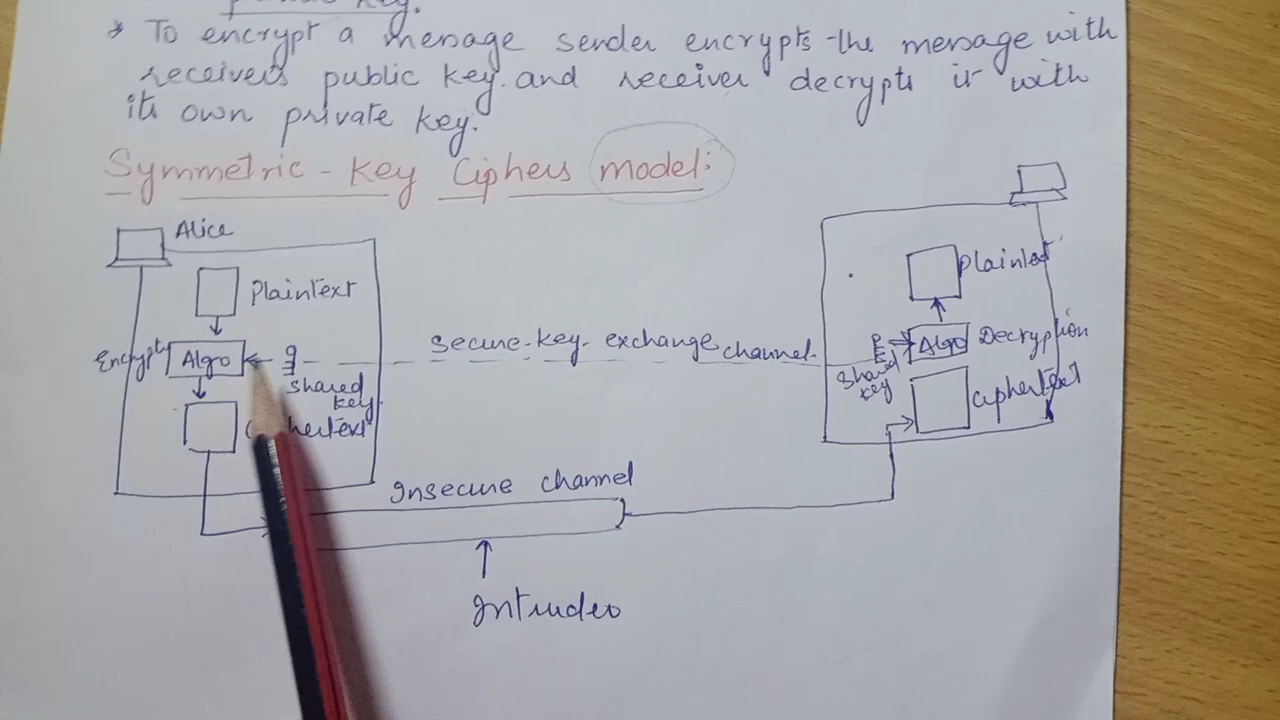 * To encrypt a message sender encrypts the message with
receiver's public key. and receiver decrypts it with
its own private key.
Symmetric-key Ciphers model:
Alice
Plaintext
Encrypt
Algo
Shared
key
Secure-key-exchange channel
Plaintext
Algo
Decryption
Shared
key
Ciphertext
Insecure channel
Intruder